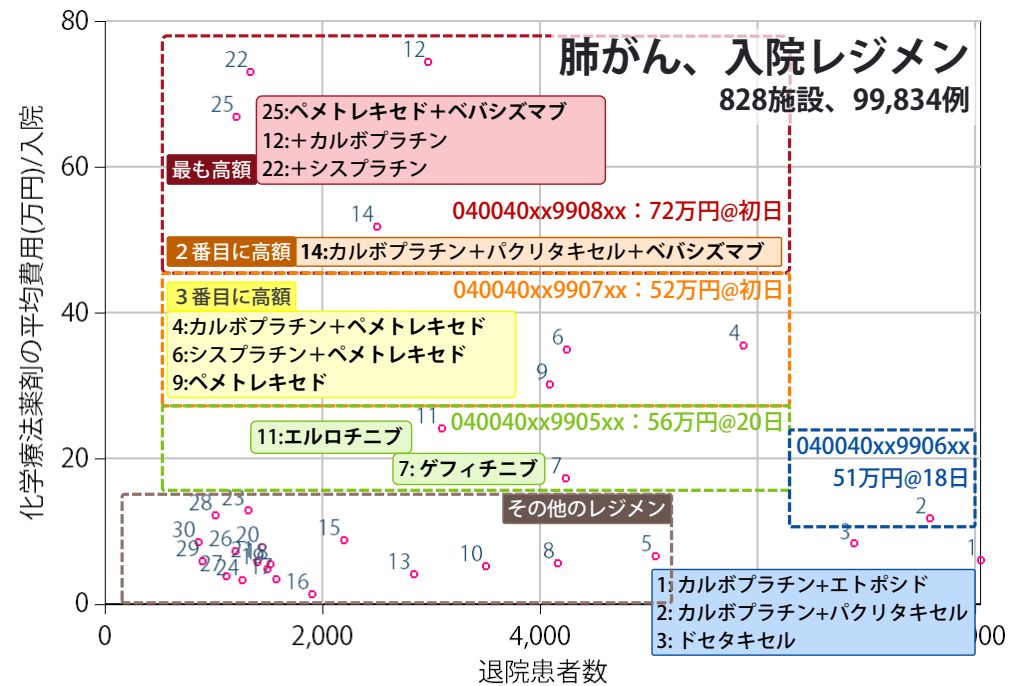 80
60
40
20
0
0
2,000
4,000
00
化学療法薬剤の平均費用(万円)/入院
退院患者数
肺がん、入院レジメン
828施設、99,834例
22
12
25
25:ペメトレキセド＋ベバシズマブ
12:＋カルボプラチン
22:＋シスプラチン
最も高額
14
040040xx9908xx：72万円@初日
２番目に高額
14:カルボプラチン＋パクリタキセル＋ベバシズマブ
040040xx9907xx：52万円@初日
３番目に高額
4:カルボプラチン＋ペメトレキセド
6:シスプラチン＋ペメトレキセド
9:ペメトレキセド
6
4
9
11
040040xx9905xx：56万円@20日
11:エルロチニブ
7: ゲフィチニブ
7
040040xx9906xx
51万円@18日
その他のレジメン
28
23
30
26
20
29
27
24
16
15
13
10
8
5
2
3
1
1: カルボプラチン+エトポシド
2: カルボプラチン+パクリタキセル
3: ドセタキセル